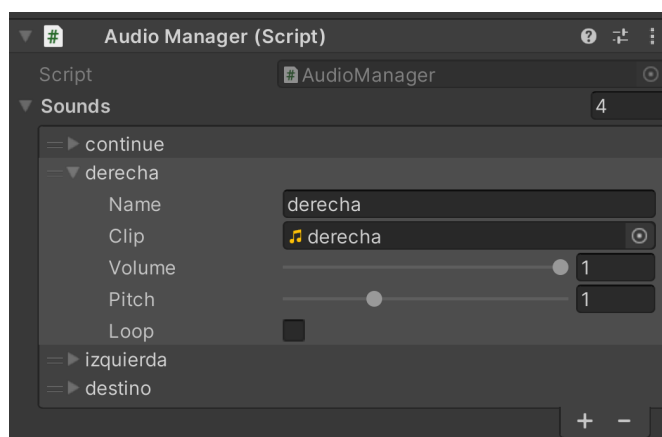 Audio Manager (Script)
Script AudioManager
Sounds 4
continue
derecha
Name derecha
Clip derecha
Volume 1
Pitch 1
Loop
izquierda
destino